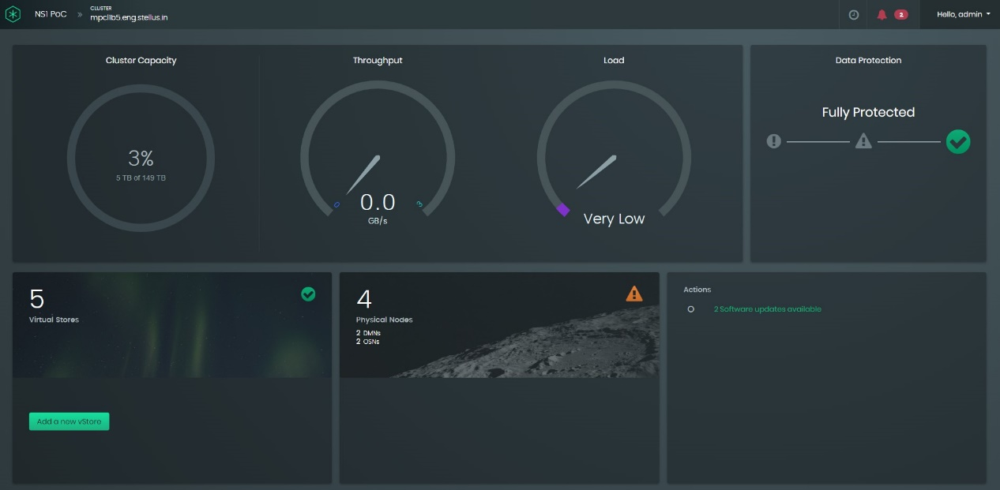 NS1 PoC
»
CLUSTER
mpcl1b5.eng.stellus.in
2
Hello, admin
Cluster Capacity
3%
5 TB of 149 TB
Throughput
0
3
0.0
GB/s
Load
Very Low
Data Protection
Fully Protected
5
Virtual Stores
Add a new vStore
4
Physical Nodes
2 DMNs
2 OSNs
Actions
2 Software updates available